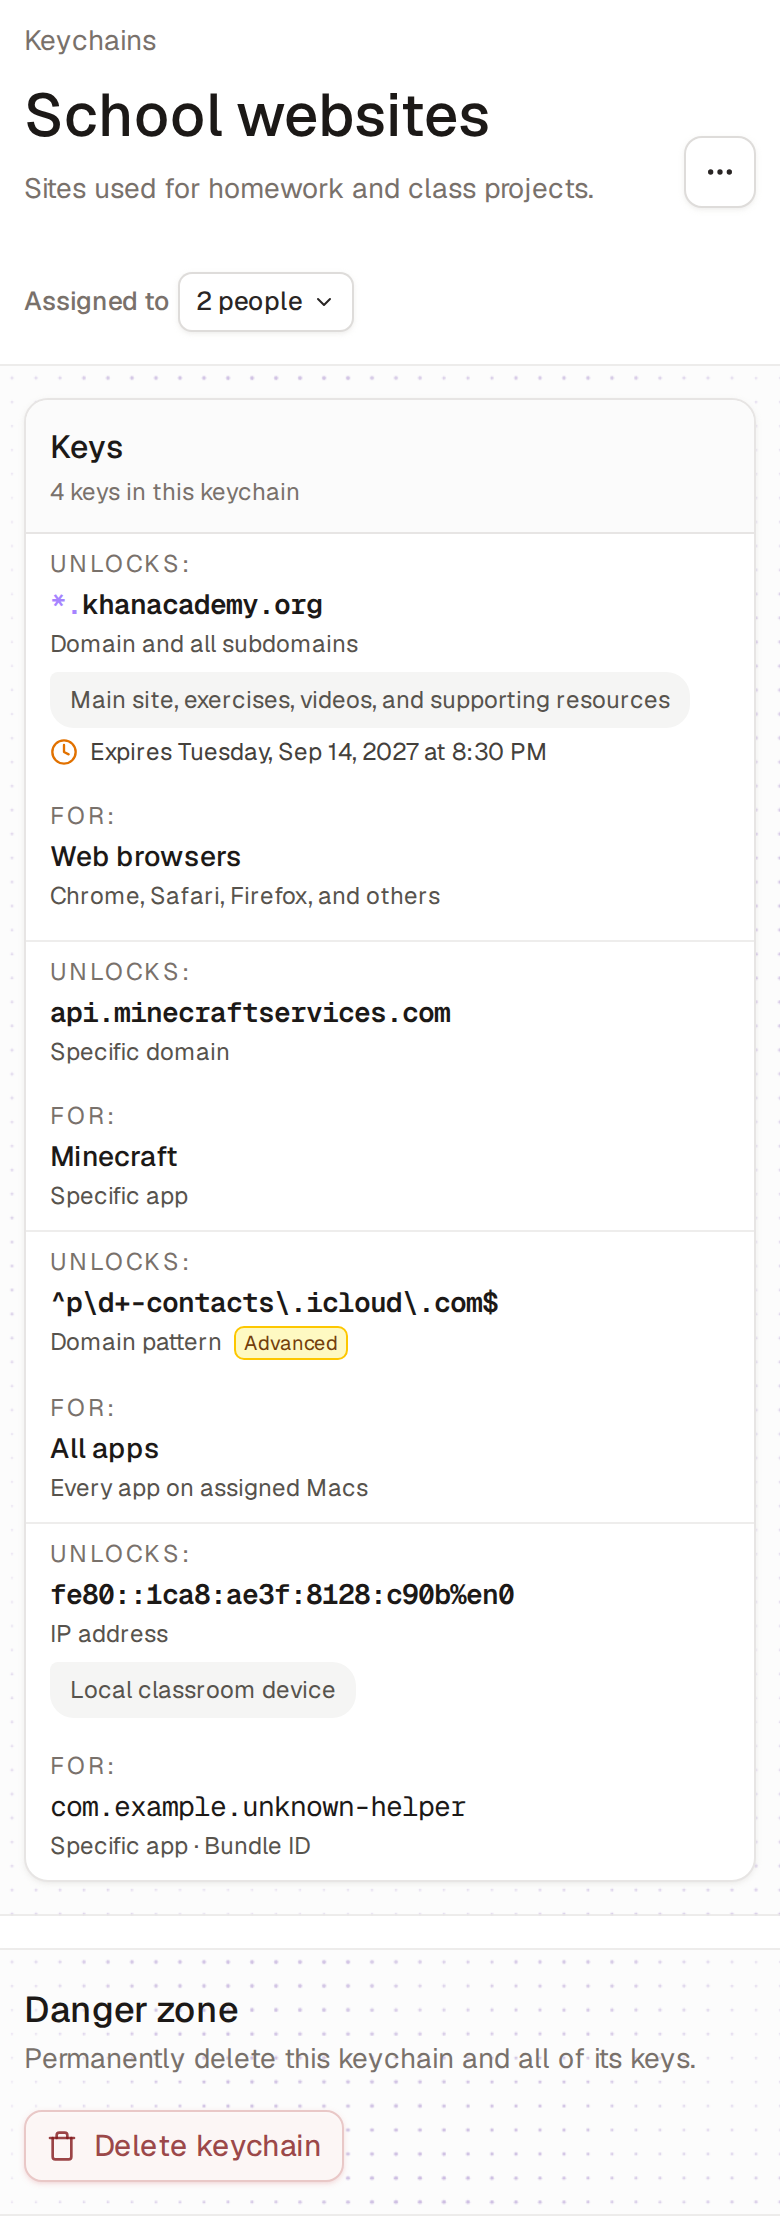 Keychains
School websites
Sites used for homework and class projects.
Assigned to 2 people
Keys
4 keys in this keychain
UNLOCKS:
*.khanacademy.org
Domain and all subdomains
Main site, exercises, videos, and supporting resources
Expires Tuesday, Sep 14, 2027 at 8:30 PM
FOR:
Web browsers
Chrome, Safari, Firefox, and others
UNLOCKS:
api.minecraftservices.com
Specific domain
FOR:
Minecraft
Specific app
UNLOCKS:
^p\d+-contacts\.icloud\.com$
Domain pattern Advanced
FOR:
All apps
Every app on assigned Macs
UNLOCKS:
fe80::1ca8:ae3f:8128:c90b%en0
IP address
Local classroom device
FOR:
com.example.unknown-helper
Specific app · Bundle ID
Danger zone
Permanently delete this keychain and all of its keys.
Delete keychain